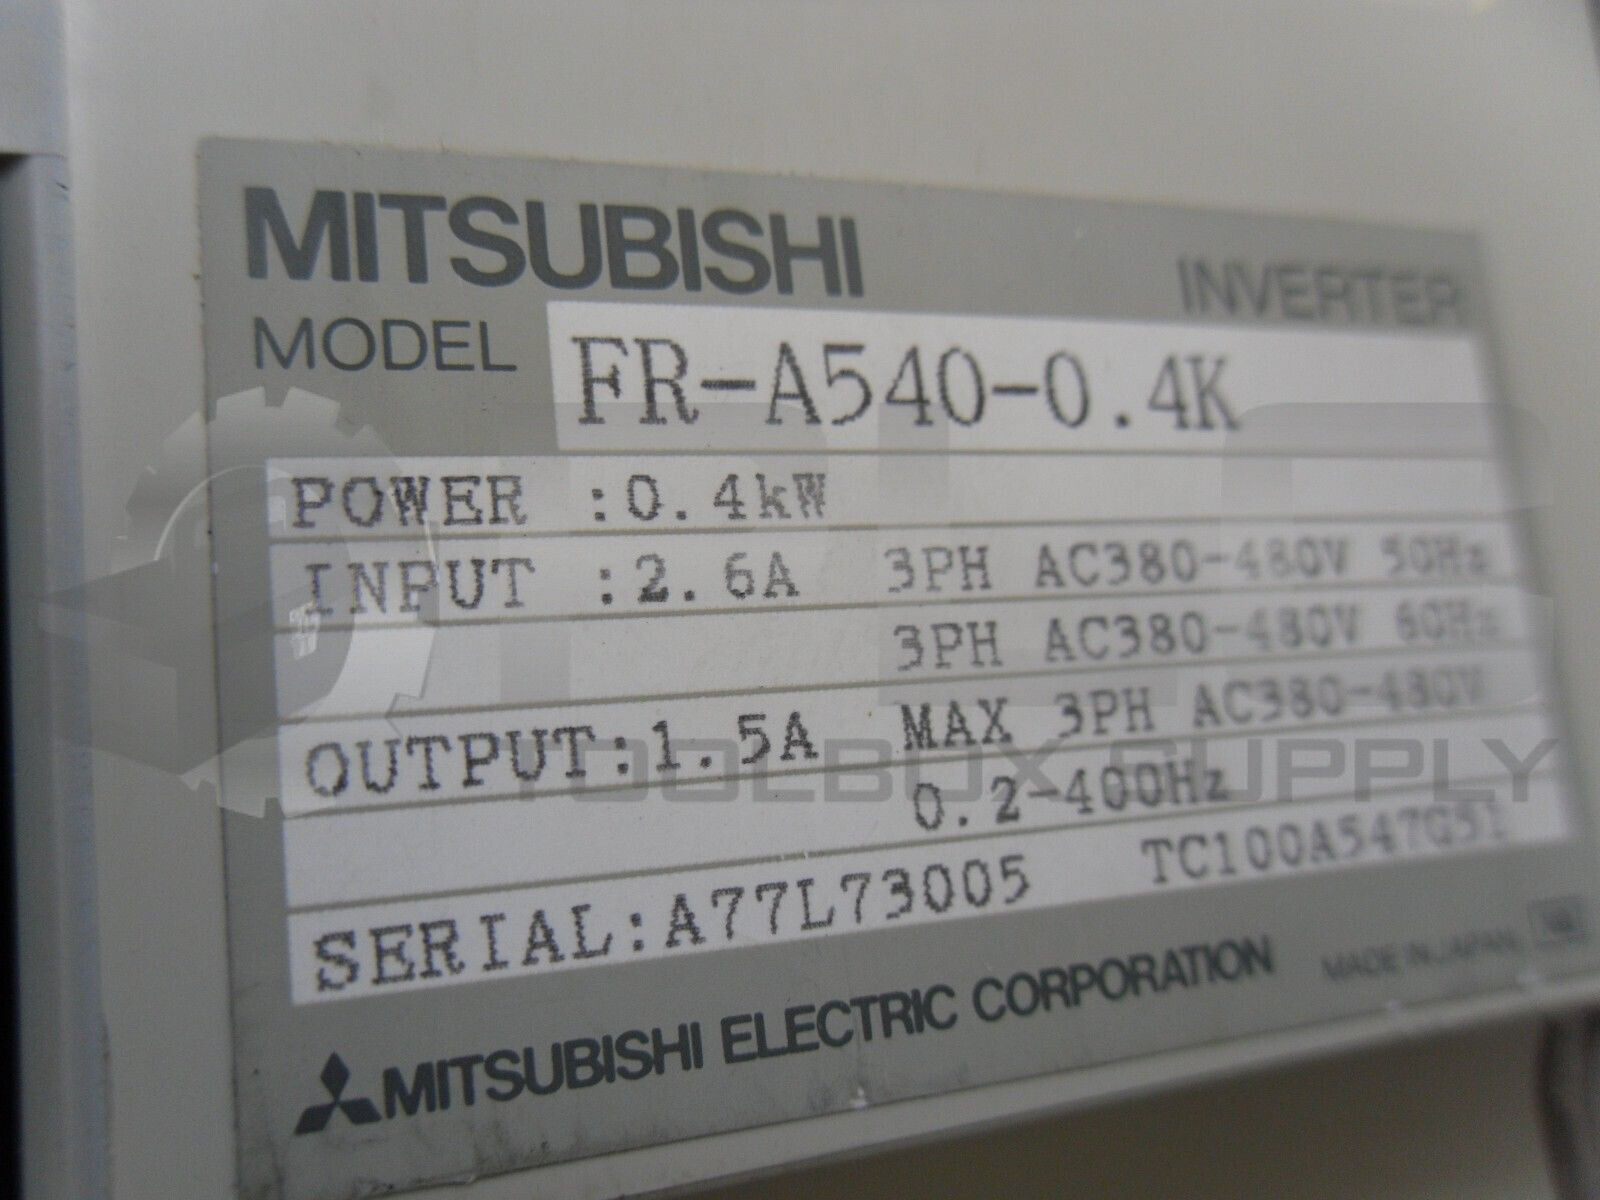 MITSUBISHI
INVERTER
MODEL FR-A540-0.4K
POWER :0.4kW
INPUT :2.6A 3PH AC380-480V 50Hz
3PH AC380-480V 60Hz
OUTPUT:1.5A MAX 3PH AC380-480V
0.2-400Hz
SERIAL:A77L73005 TC100A547G51
MITSUBISHI ELECTRIC CORPORATION MADE IN JAPAN
PLC
TOOLBOX SUPPLY